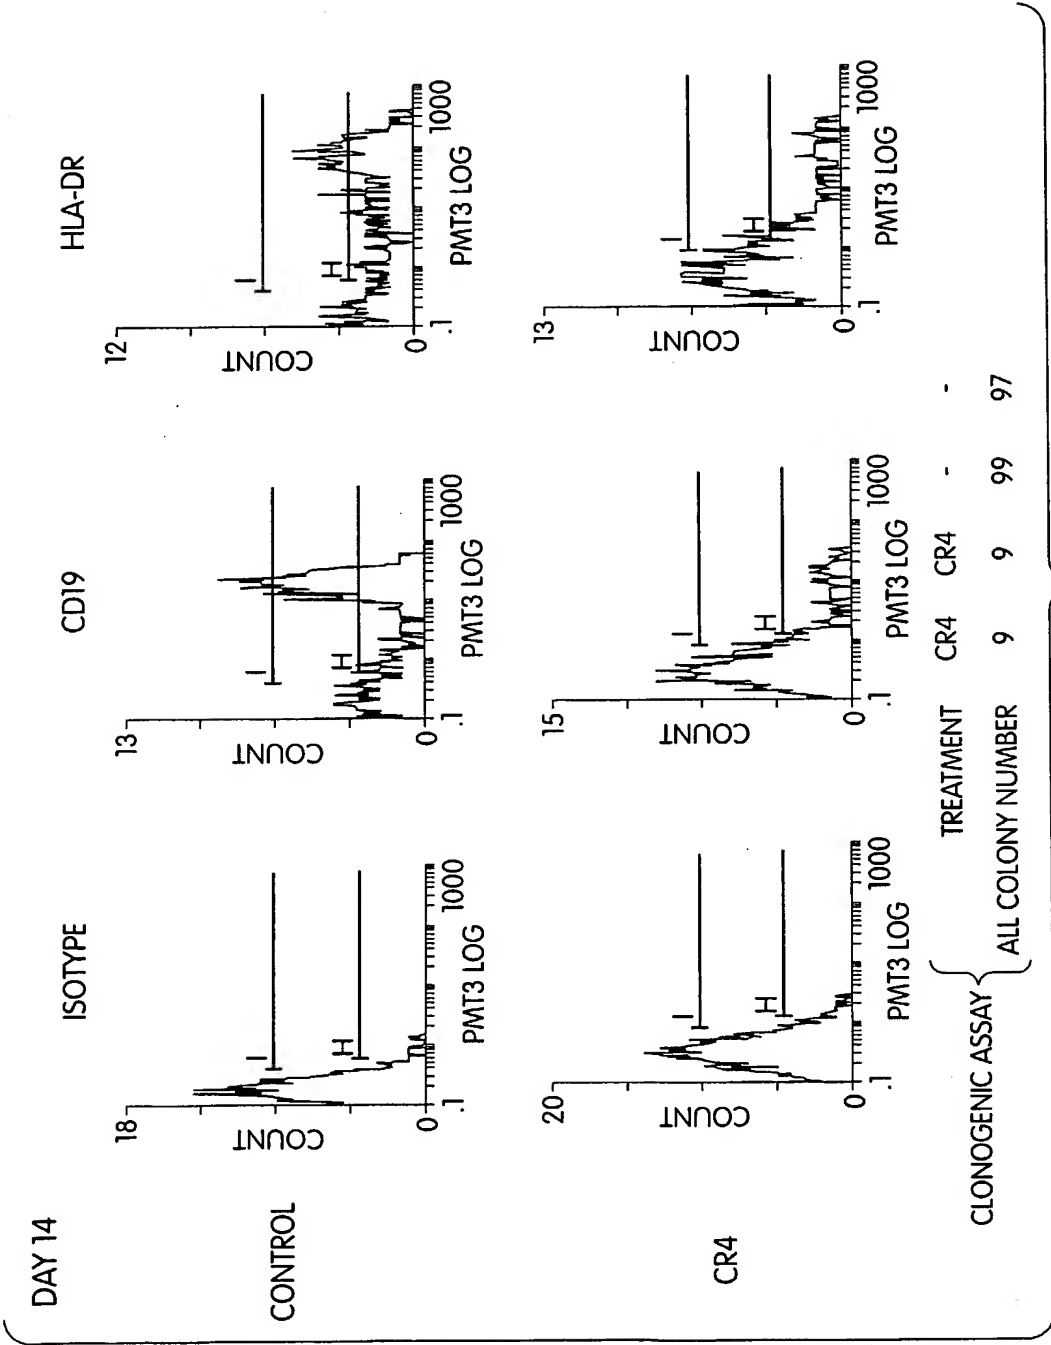 DAY 14
ISOTYPE CD19 HLA-DR
CONTROL
18
COUNT
0
.1 1000
PMT3 LOG
I
H
13
COUNT
0
.1 1000
PMT3 LOG
I
H
12
COUNT
0
.1 1000
PMT3 LOG
I
H
CR4
20
COUNT
0
.1 1000
PMT3 LOG
I
H
15
COUNT
0
.1 1000
PMT3 LOG
I
H
13
COUNT
0
.1 1000
PMT3 LOG
I
H
CLONOGENIC ASSAY
TREATMENT CR4 CR4 - -
ALL COLONY NUMBER 9 9 99 97